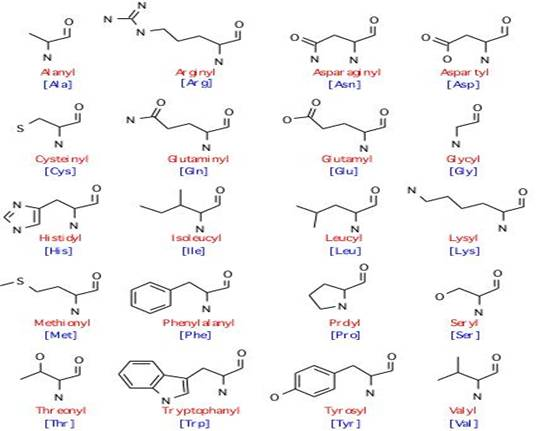 O
N
Alanyl
[Ala]
N
N
N
O
N
Arginyl
[Arg]
O
O
N
N
Asparaginyl
[Asn]
O
O
O
N
Aspartyl
[Asp]
O
S
N
Cysteinyl
[Cys]
O
N
O
N
Glutaminyl
[Gln]
O
O
O
N
Glutamyl
[Glu]
O
N
Glycyl
[Gly]
O
N
N
N
Histidyl
[His]
O
N
Isoleucyl
[Ile]
O
N
Leucyl
[Leu]
N
O
N
Lysyl
[Lys]
S
O
N
Methionyl
[Met]
O
N
Phenylalanyl
[Phe]
O
N
Prolyl
[Pro]
O
O
N
Seryl
[Ser]
O
O
N
Threonyl
[Thr]
O
N
N
Tryptophanyl
[Trp]
O
N
O
Tyrosyl
[Tyr]
O
N
Valyl
[Val]